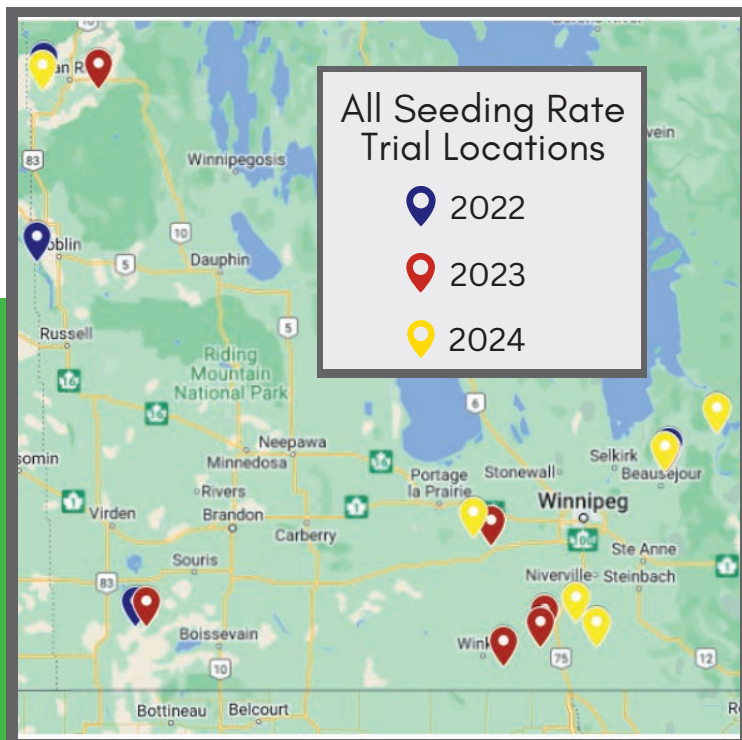 All Seeding Rate
Trial Locations
2022
2023
2024
10
83
Winnipegosis
10
5
Dauphin
5
Russell
16
Riding
Mountain
National Park
16
6
Neepawa
Minnedosa
16
Portage
la Prairie
Stonewall
Selkirk
Beausejour
1
Rivers
Virden
Brandon
1
Carberry
Winnipeg
1
Souris
Ste Anne
1
83
Niverville
Steinbach
Boissevain
10
75
12
Bottineau
Belcourt